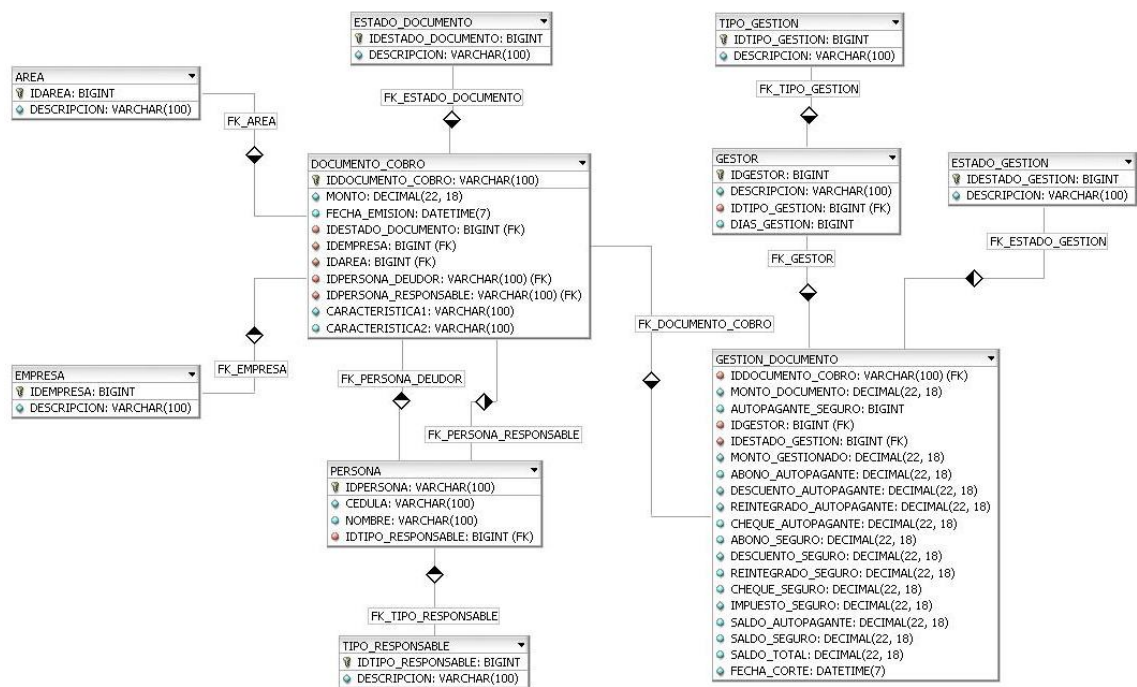 ESTADO_DOCUMENTO
IDESTADO_DOCUMENTO: BIGINT
DESCRIPCION: VARCHAR(100)
FK_ESTADO_DOCUMENTO
TIPO_GESTION
IDTIPO_GESTION: BIGINT
DESCRIPCION: VARCHAR(100)
FK_TIPO_GESTION
AREA
IDAREA: BIGINT
DESCRIPCION: VARCHAR(100)
FK_AREA
DOCUMENTO_COBRO
IDDOCUMENTO_COBRO: VARCHAR(100)
MONTO: DECIMAL(22, 18)
FECHA_EMISION: DATETIME(7)
IDESTADO_DOCUMENTO: BIGINT (FK)
IDEMPRESA: BIGINT (FK)
IDAREA: BIGINT (FK)
IDPERSONA_DEUDOR: VARCHAR(100) (FK)
IDPERSONA_RESPONSABLE: VARCHAR(100) (FK)
CARACTERISTICA1: VARCHAR(100)
CARACTERISTICA2: VARCHAR(100)
GESTOR
IDGESTOR: BIGINT
DESCRIPCION: VARCHAR(100)
IDTIPO_GESTION: BIGINT (FK)
DIAS_GESTION: BIGINT
FK_GESTOR
ESTADO_GESTION
IDESTADO_GESTION: BIGINT
DESCRIPCION: VARCHAR(100)
FK_ESTADO_GESTION
FK_DOCUMENTO_COBRO
EMPRESA
IDEMPRESA: BIGINT
DESCRIPCION: VARCHAR(100)
FK_EMPRESA
FK_PERSONA_DEUDOR
FK_PERSONA_RESPONSABLE
PERSONA
IDPERSONA: VARCHAR(100)
CEDULA: VARCHAR(100)
NOMBRE: VARCHAR(100)
IDTIPO_RESPONSABLE: BIGINT (FK)
FK_TIPO_RESPONSABLE
TIPO_RESPONSABLE
IDTIPO_RESPONSABLE: BIGINT
DESCRIPCION: VARCHAR(100)
GESTION_DOCUMENTO
IDDOCUMENTO_COBRO: VARCHAR(100) (FK)
MONTO_DOCUMENTO: DECIMAL(22, 18)
AUTOPAGANTE_SEGURO: BIGINT
IDGESTOR: BIGINT (FK)
IDESTADO_GESTION: BIGINT (FK)
MONTO_GESTIONADO: DECIMAL(22, 18)
ABONO_AUTOPAGANTE: DECIMAL(22, 18)
DESCUENTO_AUTOPAGANTE: DECIMAL(22, 18)
REINTEGRADO_AUTOPAGANTE: DECIMAL(22, 18)
CHEQUE_AUTOPAGANTE: DECIMAL(22, 18)
ABONO_SEGURO: DECIMAL(22, 18)
DESCUENTO_SEGURO: DECIMAL(22, 18)
REINTEGRADO_SEGURO: DECIMAL(22, 18)
CHEQUE_SEGURO: DECIMAL(22, 18)
IMPUESTO_SEGURO: DECIMAL(22, 18)
SALDO_AUTOPAGANTE: DECIMAL(22, 18)
SALDO_SEGURO: DECIMAL(22, 18)
SALDO_TOTAL: DECIMAL(22, 18)
FECHA_CORTE: DATETIME(7)